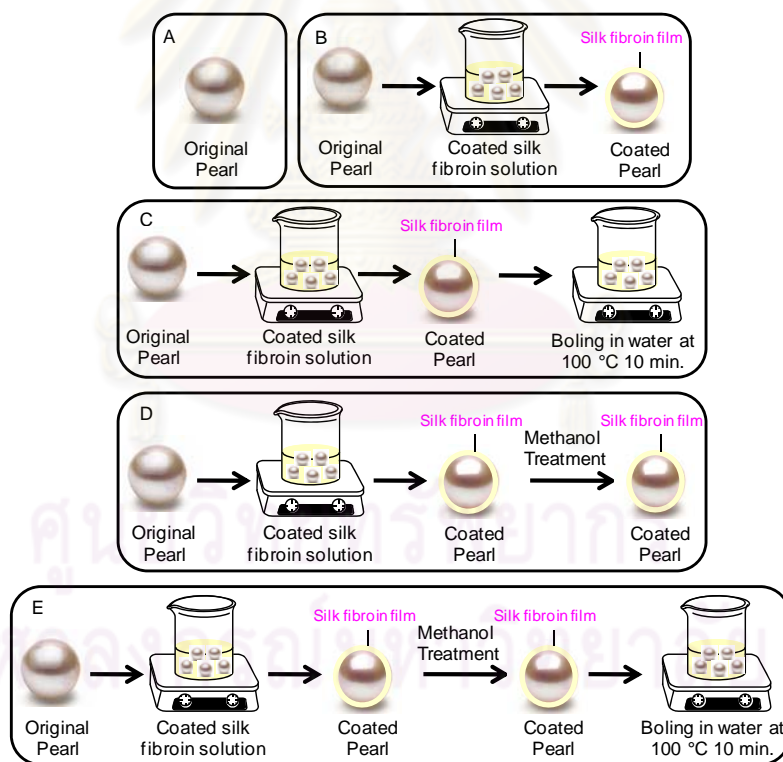 A
Original
Pearl
B
Silk fibroin film
Original
Pearl
Coated silk
fibroin solution
Coated
Pearl
C
Silk fibroin film
Original
Pearl
Coated silk
fibroin solution
Coated
Pearl
Boling in water at
100 °C 10 min.
D
Silk fibroin film
Silk fibroin film
Methanol
Treatment
Original
Pearl
Coated silk
fibroin solution
Coated
Pearl
Coated
Pearl
E
Silk fibroin film
Silk fibroin film
Methanol
Treatment
Original
Pearl
Coated silk
fibroin solution
Coated
Pearl
Coated
Pearl
Boling in water at
100 °C 10 min.